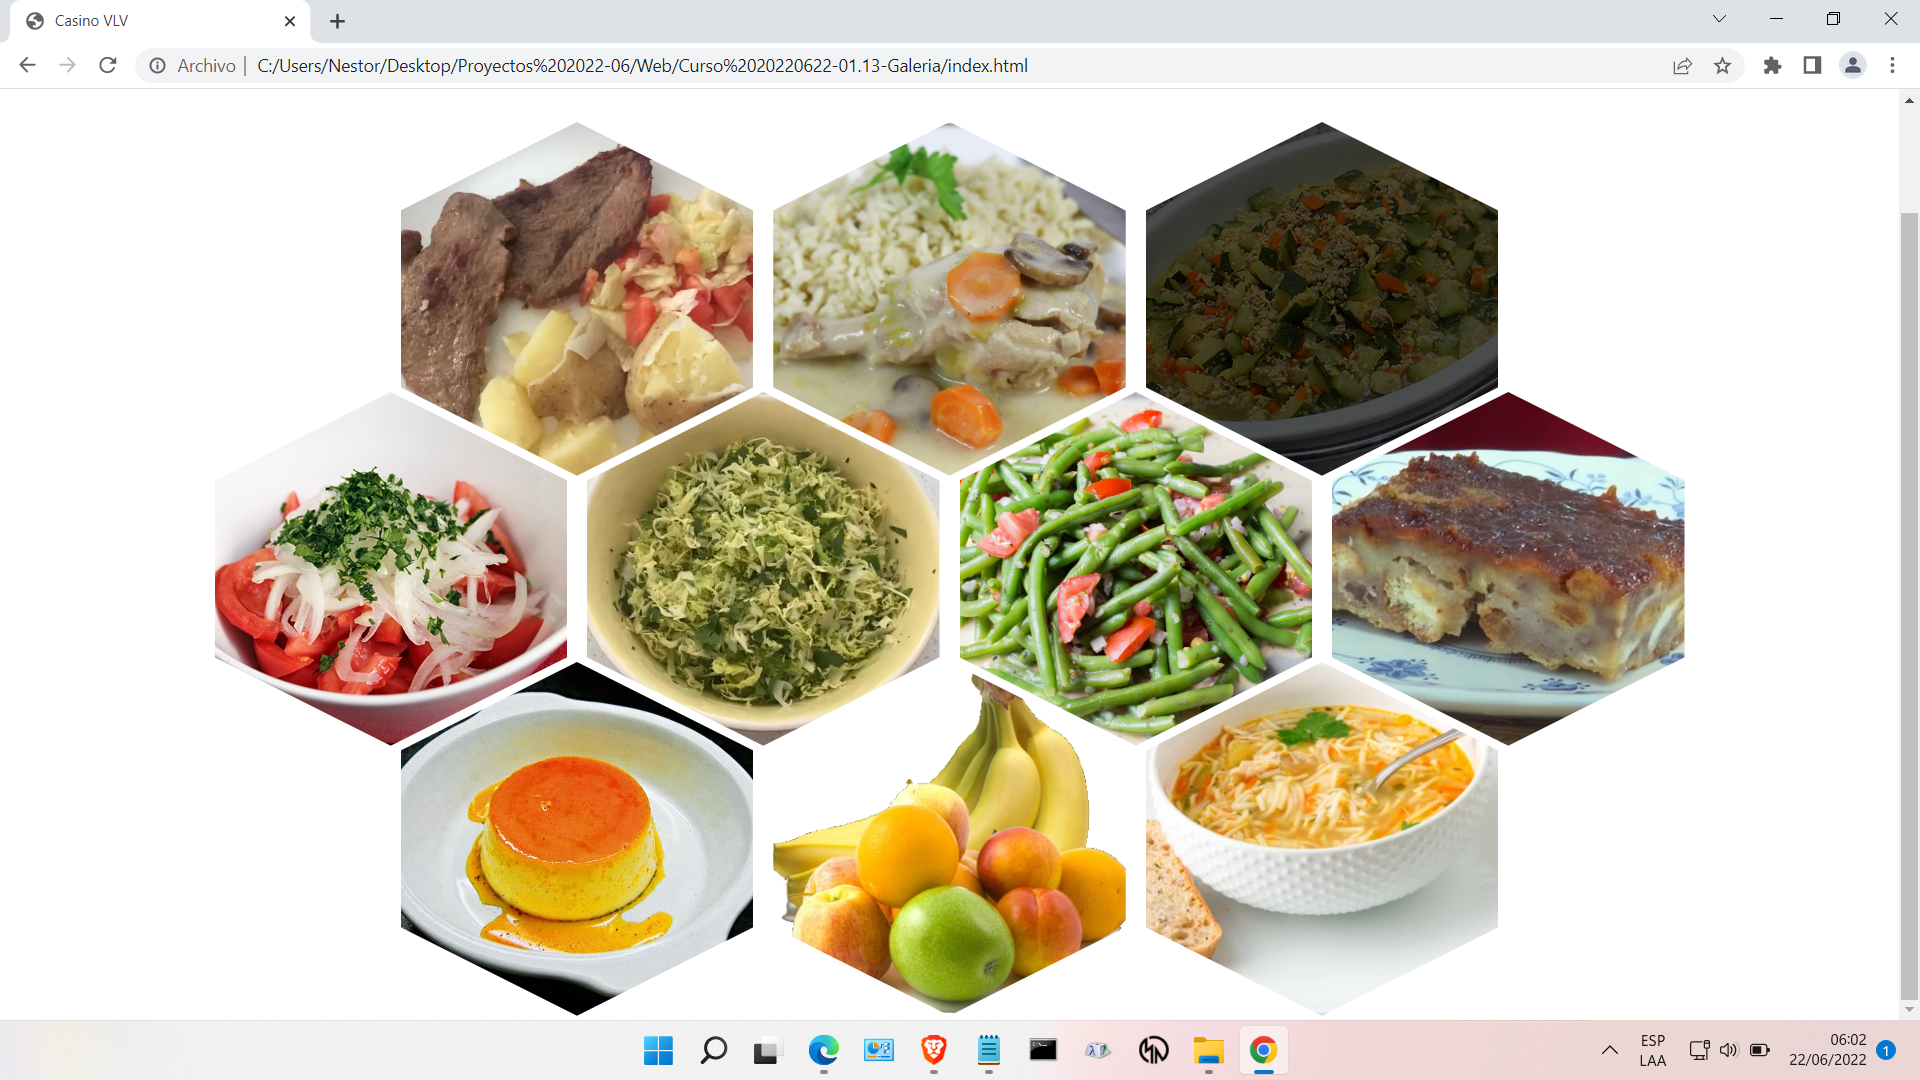 Casino VLV
Archivo | C:/Users/Nestor/Desktop/Proyectos%202022-06/Web/Curso%2020220622-01.13-Galeria/index.html
ESP
LAA
06:02
22/06/2022
1